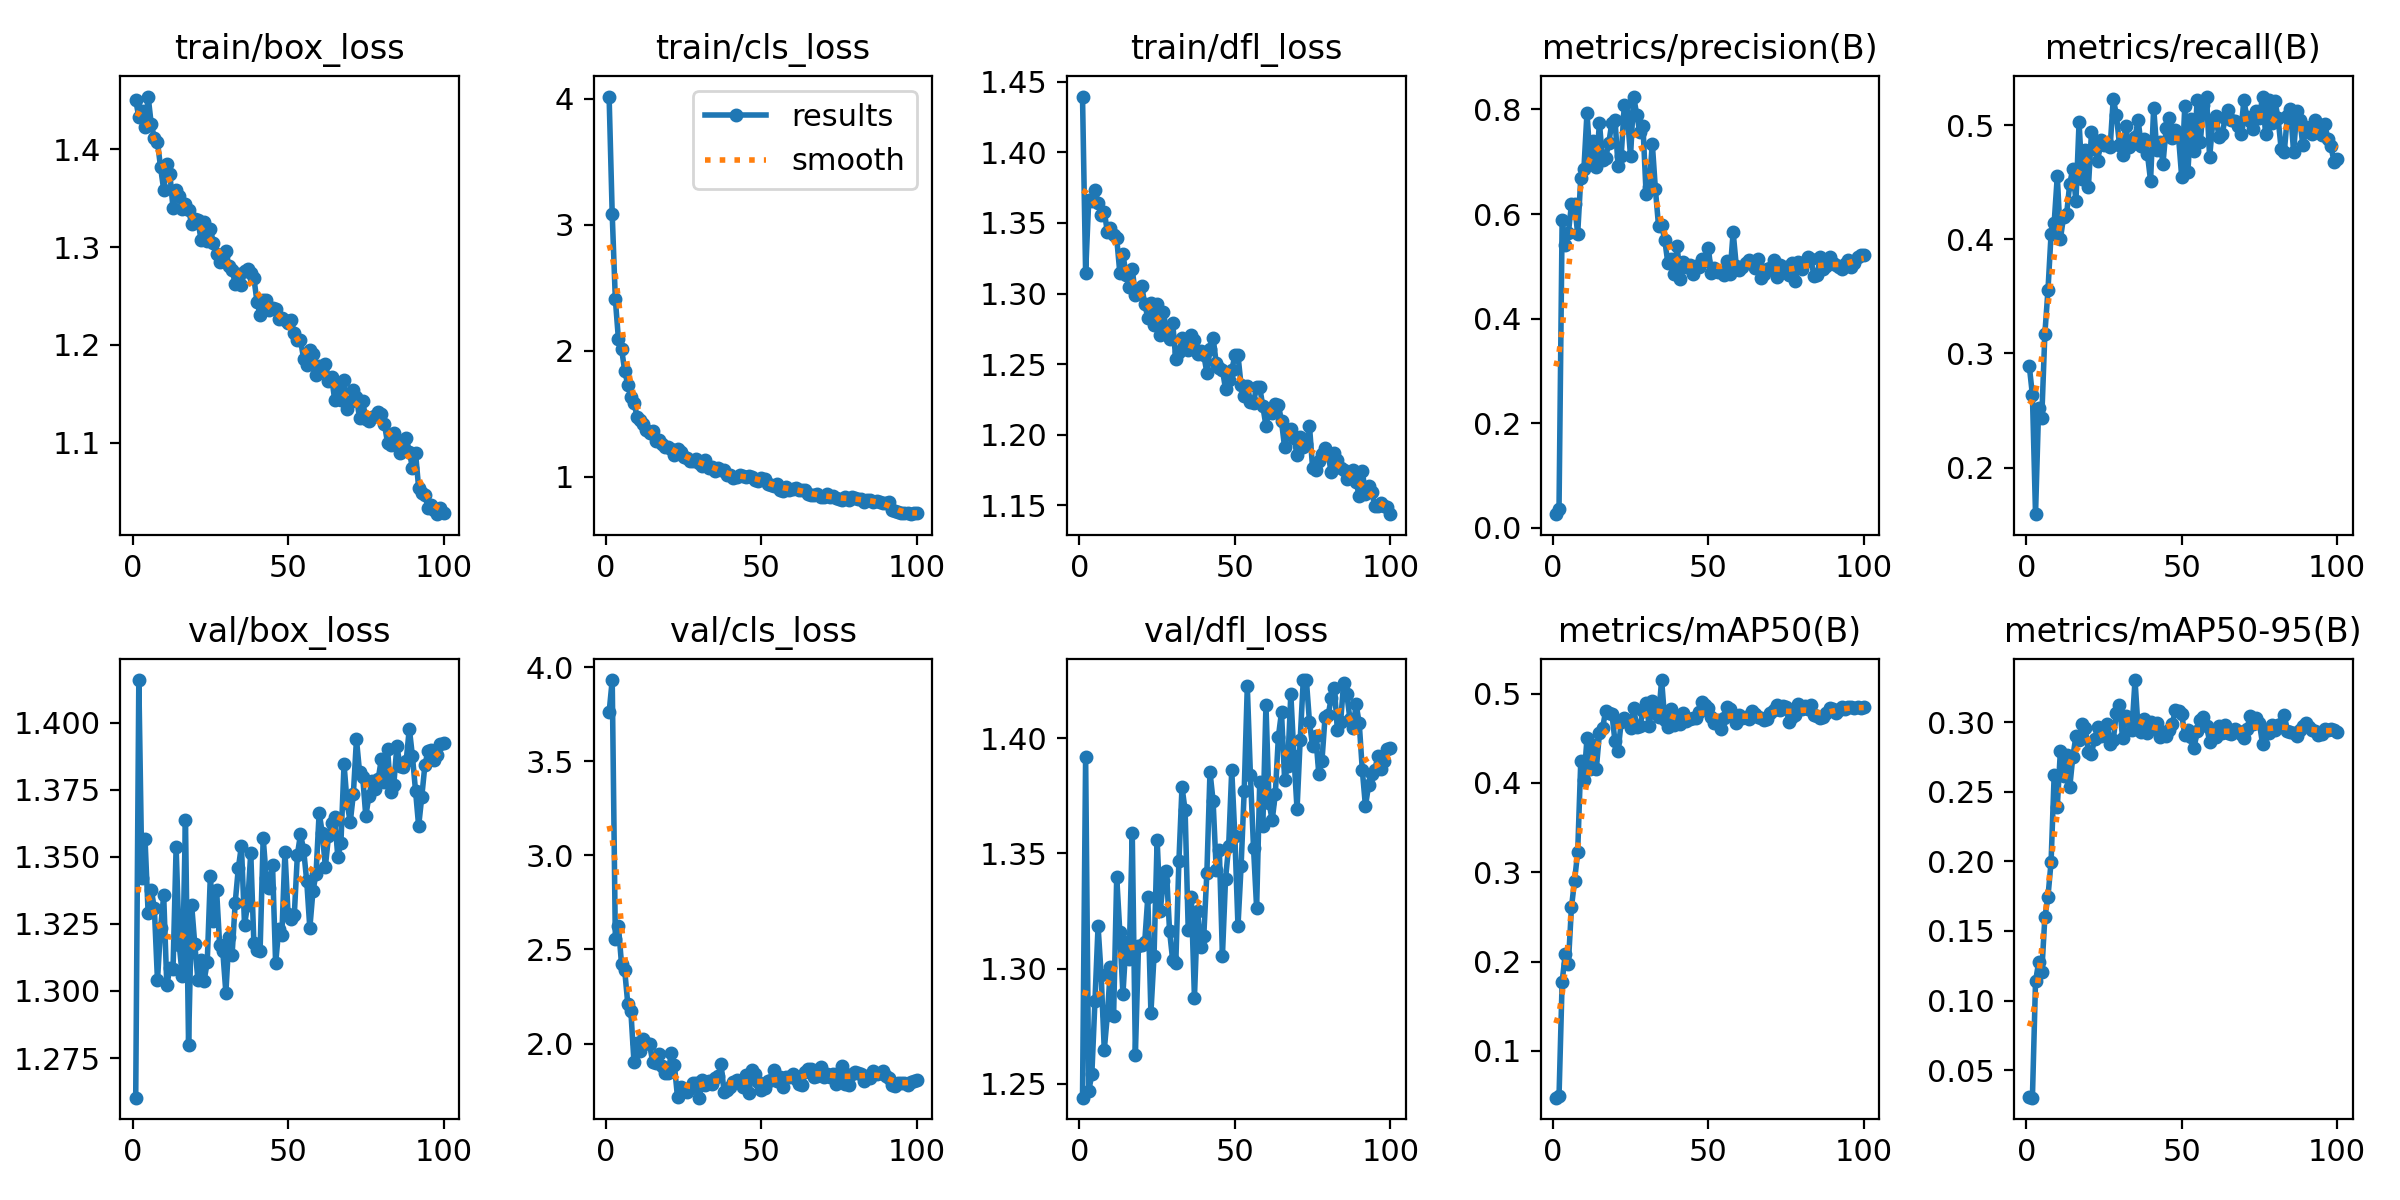 train/box_loss
train/cls_loss
train/dfl_loss
metrics/precision(B)
metrics/recall(B)
1.4
1.3
1.2
1.1
0 50 100
4
3
2
1
results
smooth
0 50 100
1.45
1.40
1.35
1.30
1.25
1.20
1.15
0 50 100
0.8
0.6
0.4
0.2
0.0
0 50 100
0.5
0.4
0.3
0.2
0 50 100
val/box_loss
val/cls_loss
val/dfl_loss
metrics/mAP50(B)
metrics/mAP50-95(B)
1.400
1.375
1.350
1.325
1.300
1.275
0 50 100
4.0
3.5
3.0
2.5
2.0
0 50 100
1.40
1.35
1.30
1.25
0 50 100
0.5
0.4
0.3
0.2
0.1
0 50 100
0.30
0.25
0.20
0.15
0.10
0.05
0 50 100